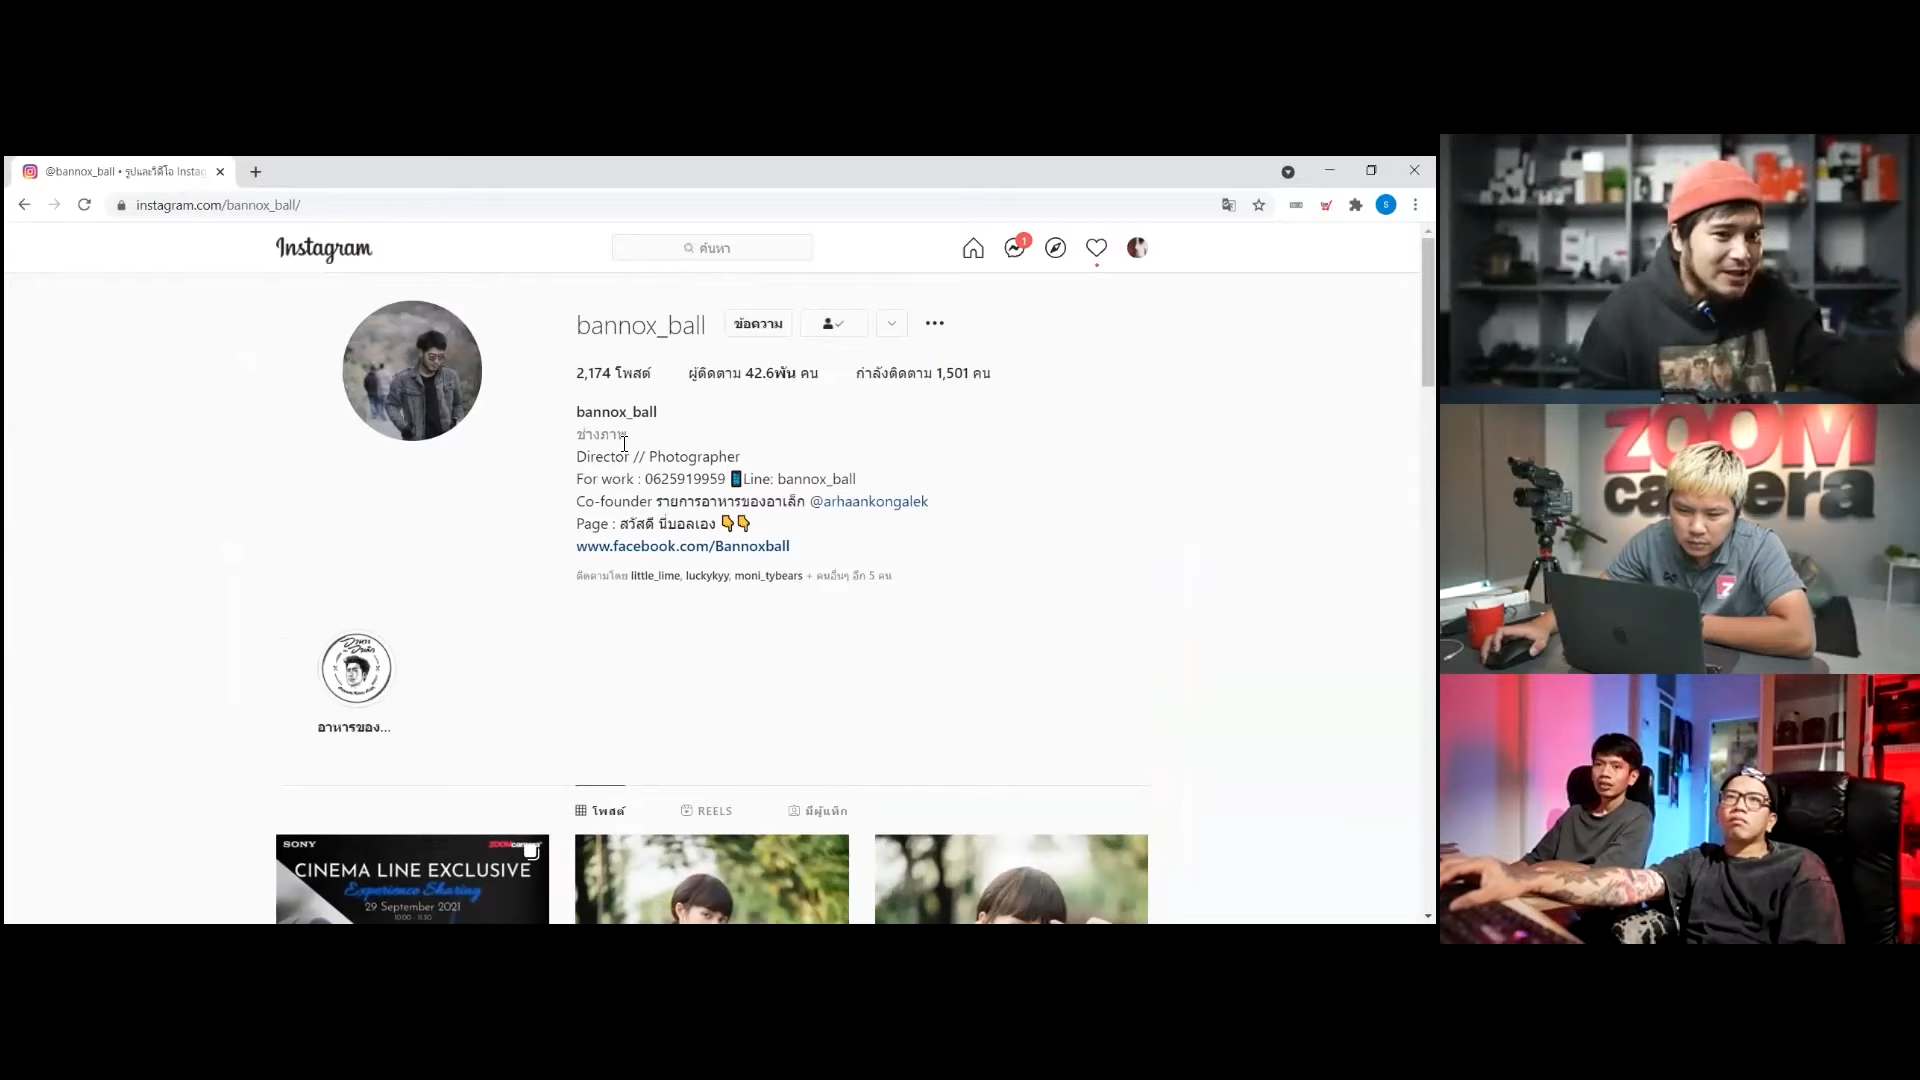 @bannox_ball • รูปและวิดีโอ Instag
instagram.com/bannox_ball/
S
Instagram
ค้นหา
1
bannox_ball
ข้อความ
2,174 โพสต์ ผู้ติดตาม 42.6พัน คน กำลังติดตาม 1,501 คน
bannox_ball
ช่างภาพ
Director // Photographer
For work : 0625919959 📱Line: bannox_ball
Co-founder รายการอาหารของอาเล็ก @arhaankongalek
Page : สวัสดี นี่บอลเอง 👇👇
www.facebook.com/Bannoxball
ติดตามโดย little_lime, luckykyy, moni_tybears + คนอื่นๆ อีก 5 คน
อาหารของ...
โพสต์ REELS มีผู้แท็ก
SONY ZOOMcamera
CINEMA LINE EXCLUSIVE
Experience Sharing
29 September 2021
10.00 - 11.30
ZOOM
camera
Z